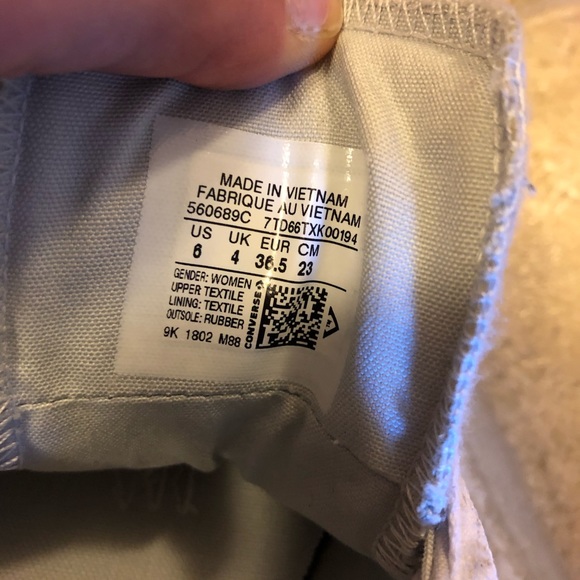 MADE IN VIETNAM
FABRIQUE AU VIETNAM
560689C 7TD66TXK00194
US UK EUR CM
6 4 36.5 23
GENDER: WOMEN
UPPER TEXTILE
LINING: TEXTILE
OUTSOLE: RUBBER
9K 1802 M88
CONVERSE